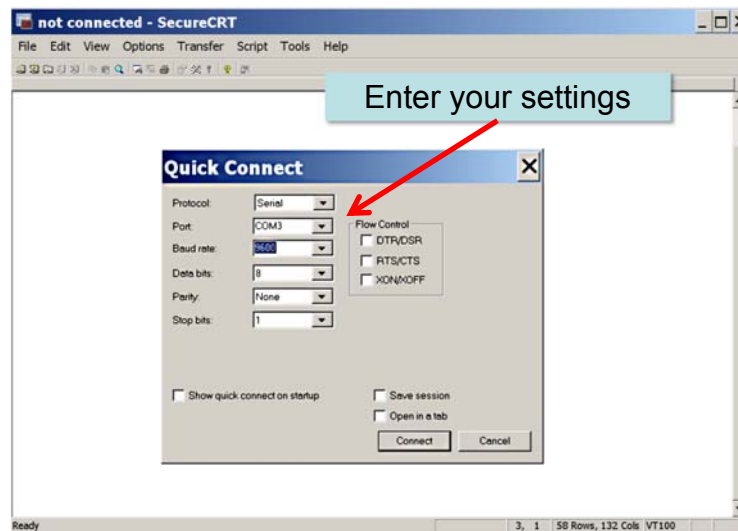 not connected - SecureCRT
File Edit View Options Transfer Script Tools Help
Enter your settings
Quick Connect
Protocol: Serial
Port: COM3
Baud rate: 9600
Data bits: 8
Parity: None
Stop bits: 1
Flow Control
DTR/DSR
RTS/CTS
XON/XOFF
Show quick connect on startup
Save session
Open in a tab
Connect Cancel
Ready 3, 1 58 Rows, 132 Cols VT100